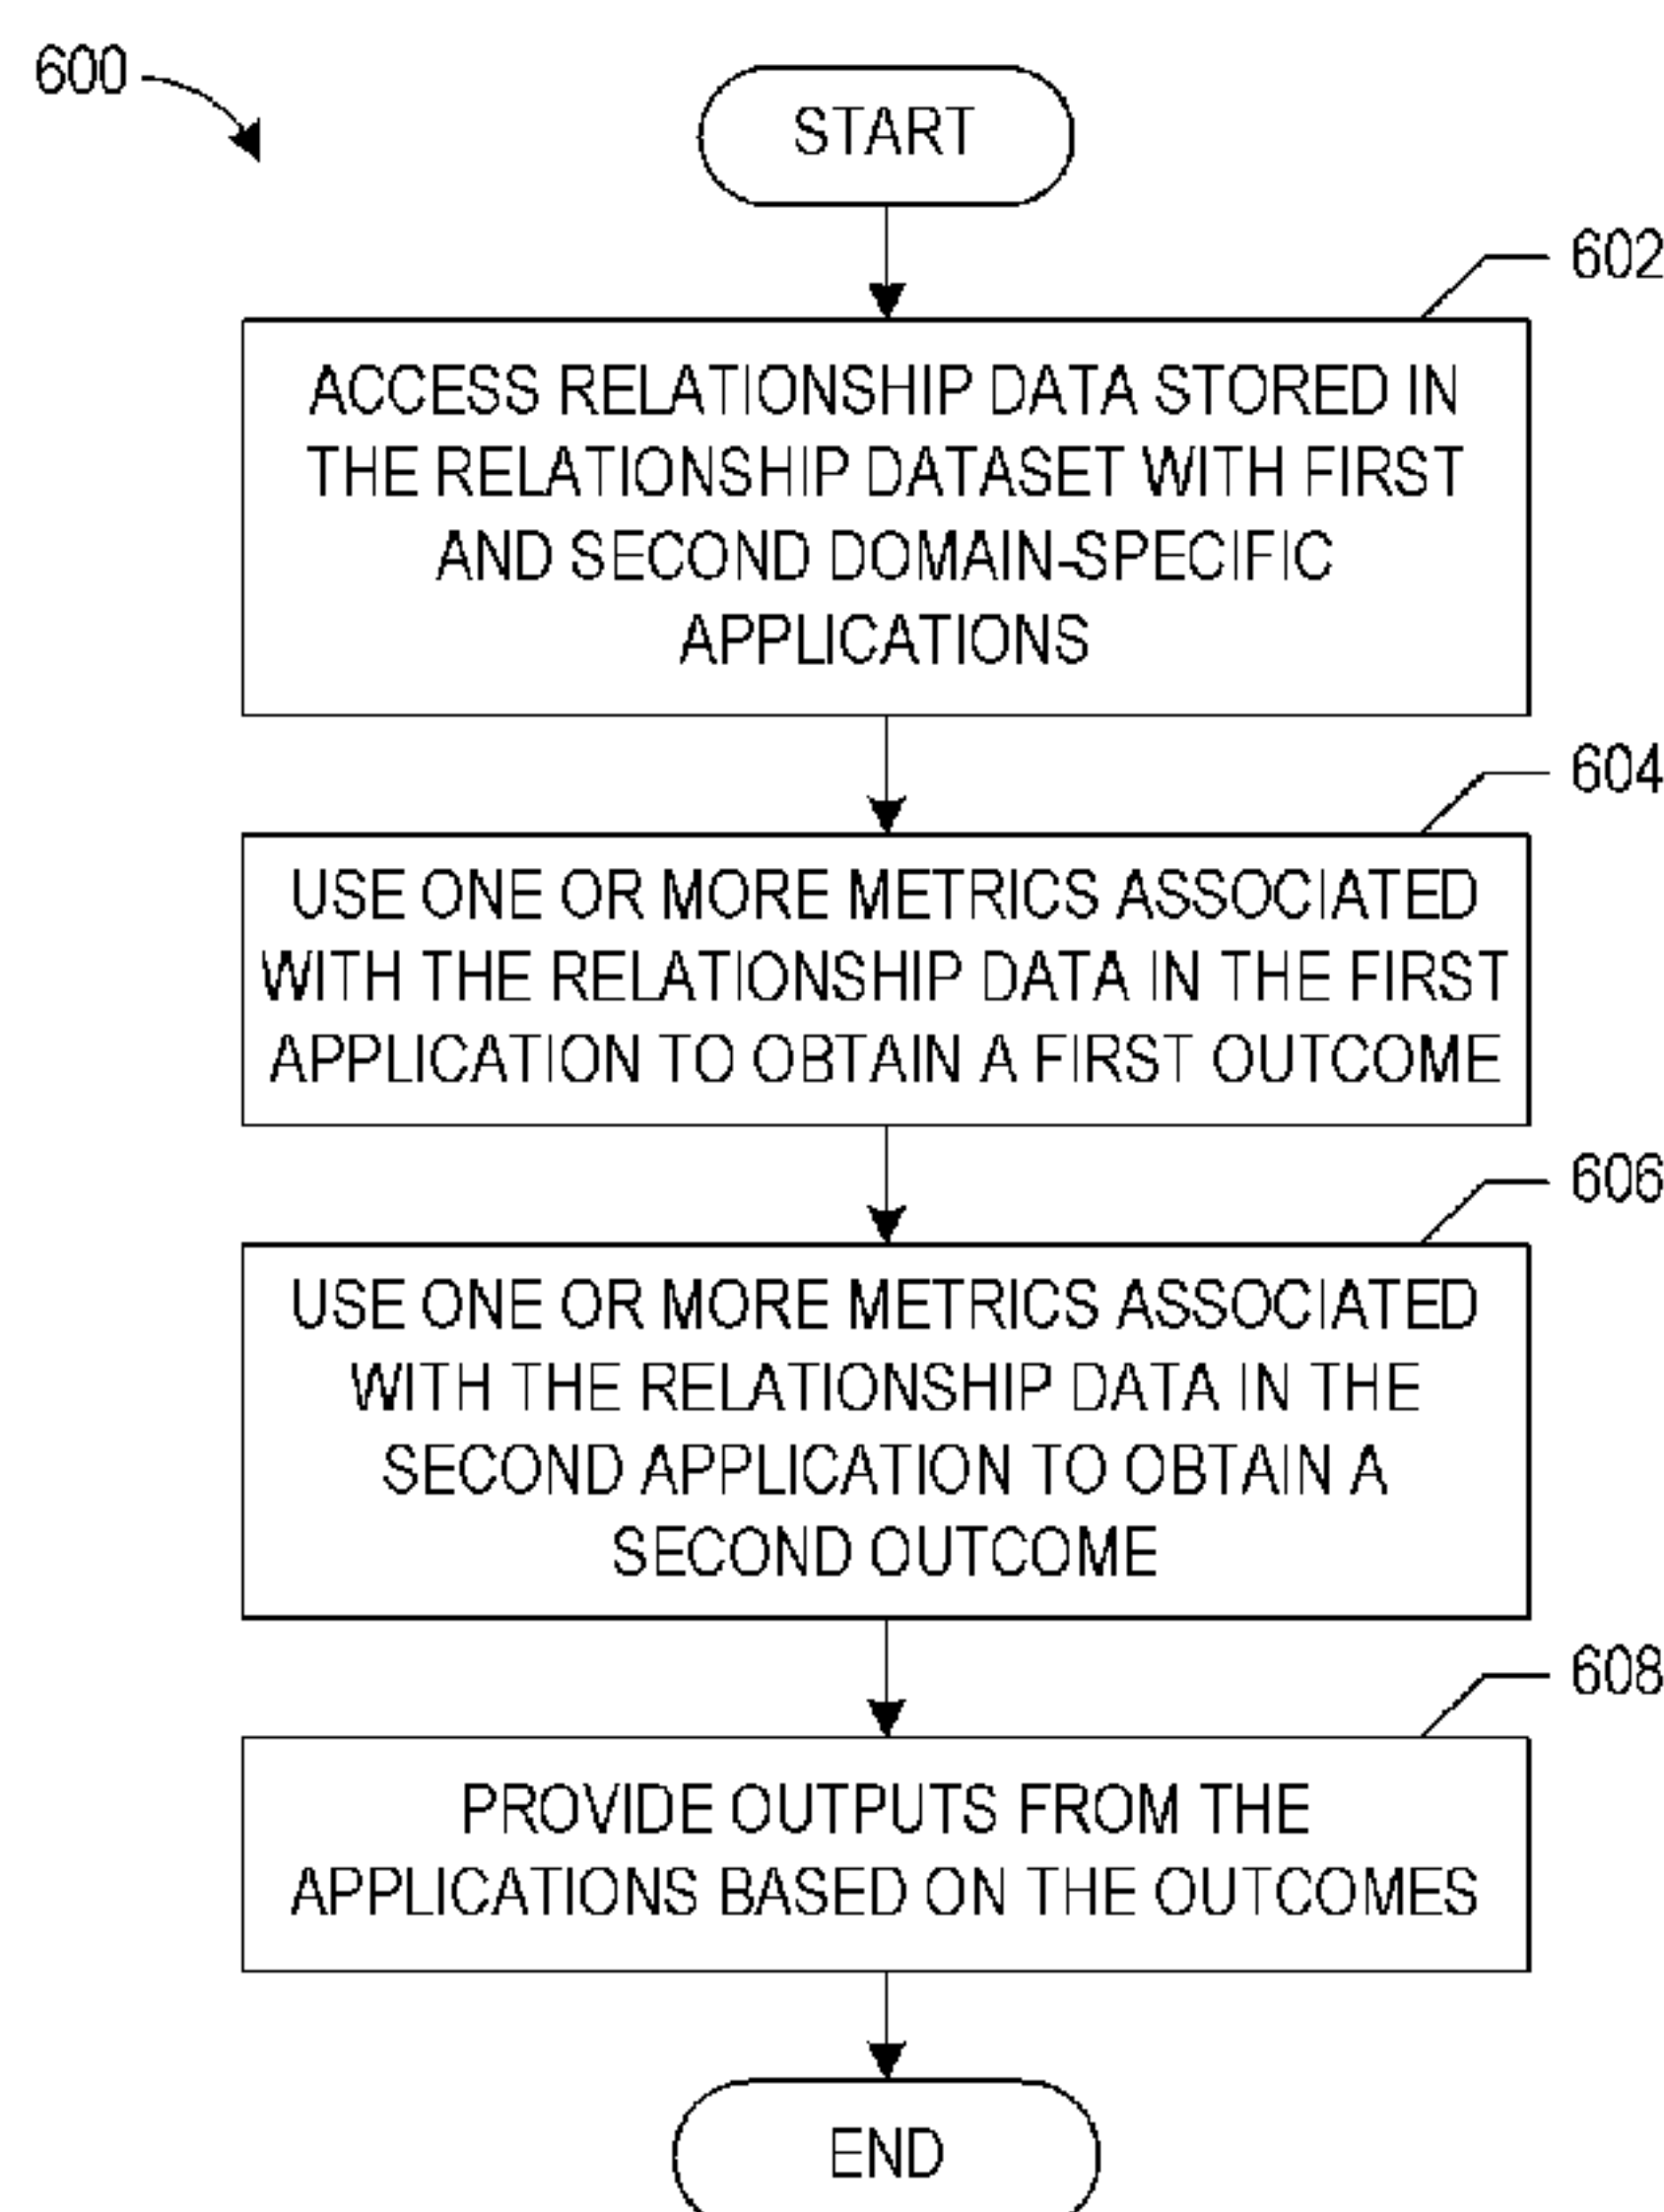 600
START
602
ACCESS RELATIONSHIP DATA STORED IN
THE RELATIONSHIP DATASET WITH FIRST
AND SECOND DOMAIN-SPECIFIC
APPLICATIONS
604
USE ONE OR MORE METRICS ASSOCIATED
WITH THE RELATIONSHIP DATA IN THE FIRST
APPLICATION TO OBTAIN A FIRST OUTCOME
606
USE ONE OR MORE METRICS ASSOCIATED
WITH THE RELATIONSHIP DATA IN THE
SECOND APPLICATION TO OBTAIN A
SECOND OUTCOME
608
PROVIDE OUTPUTS FROM THE
APPLICATIONS BASED ON THE OUTCOMES
END